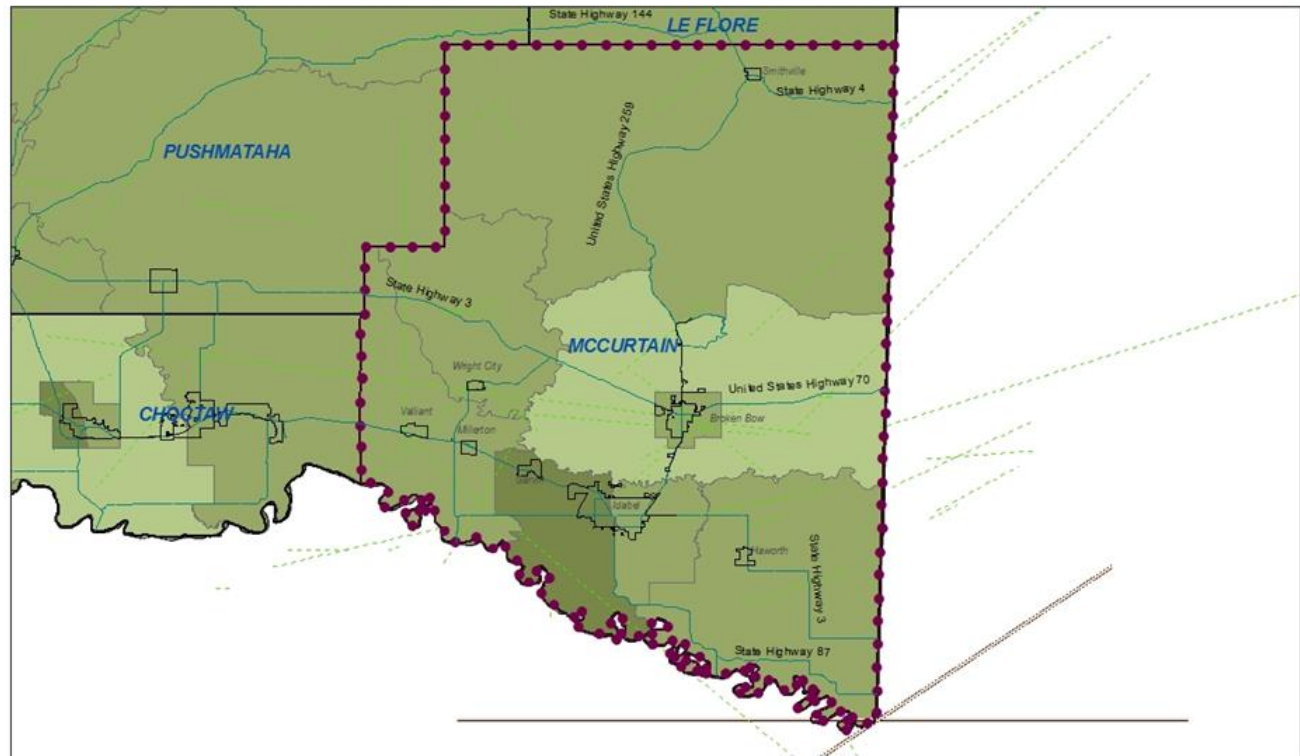 State Highway 144
LE FLORE
Smithville
State Highway 4
United States Highway 259
PUSHMATAHA
State Highway 3
MCCURTAIN
Wright City
United States Highway 70
Valliant
CHOCTAW
Broken Bow
Millerton
Idabel
Haworth
State Highway 3
State Highway 87